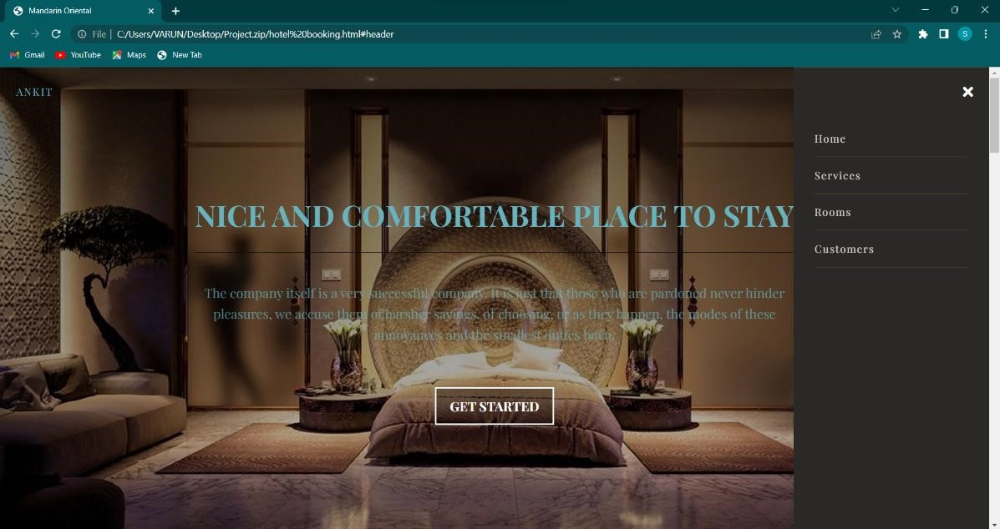 Mandarin Oriental
File | C:/Users/VARUN/Desktop/Project.zip/hotel%20booking.html#header
S
Gmail YouTube Maps New Tab
ANKIT
Home
Services
Rooms
Customers
NICE AND COMFORTABLE PLACE TO STAY
The company itself is a very successful company. It is just that those who are pardoned never hinder
pleasures, we accuse them of harsher savings, of choosing, or as they happen, the modes of these
annoyances and the smallest duties born.
GET STARTED